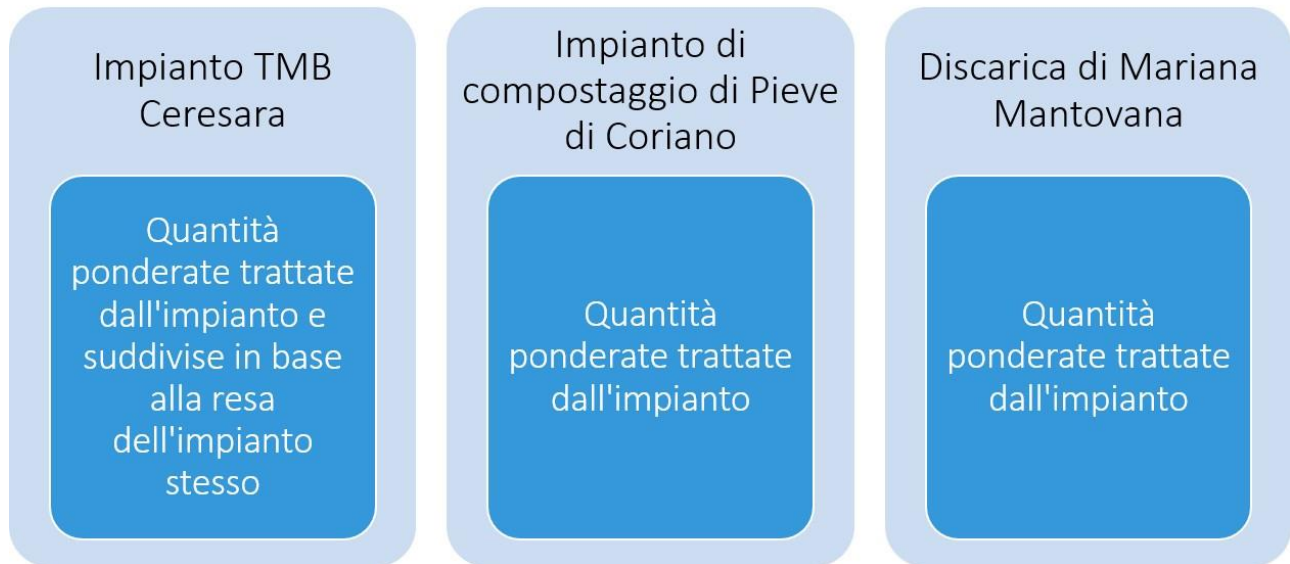 Impianto TMB
Ceresara
Quantità
ponderate trattate
dall'impianto e
suddivise in base
alla resa
dell'impianto
stesso
Impianto di
compostaggio di Pieve
di Coriano
Quantità
ponderate trattate
dall'impianto
Discarica di Mariana
Mantovana
Quantità
ponderate trattate
dall'impianto